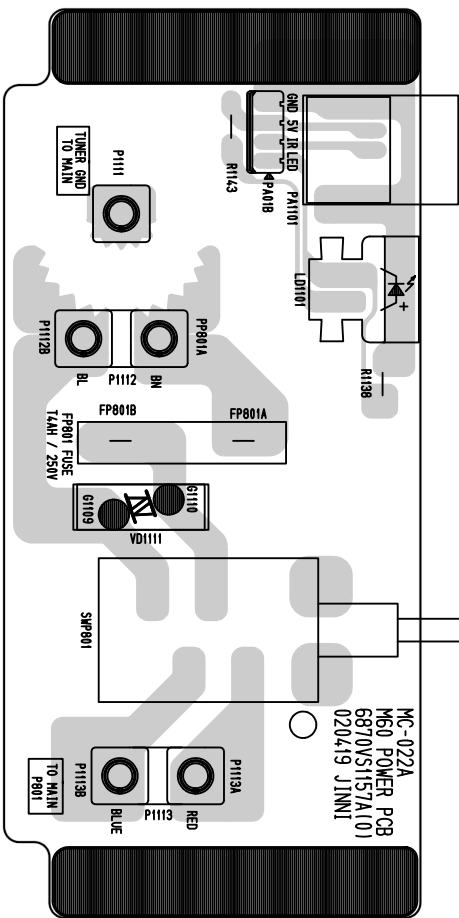 GND 5V IR LED
PA01B
PA1101
R1143
P1111
TUNER GND
TO MAIN
LD1101
+
R1138
PP801A
P1112B
P1112
BN
BL
FP801A
FP801B
FP801 FUSE
T4AH / 250V
G1110
G1109
VD1111
SWP801
MC-022A
M60 POWER PCB
6870VS1157A(0)
020419 JINNI
P1113A
P1113B
P1113
RED
BLUE
TO MAIN
P801